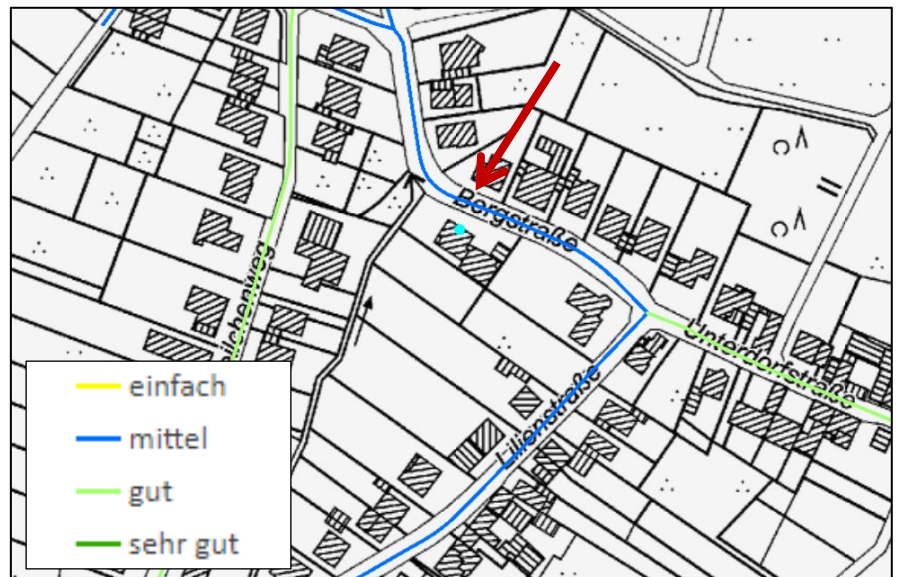 Bergstraße
Unterdorfstraße
Lilienstraße
einfach
mittel
gut
sehr gut